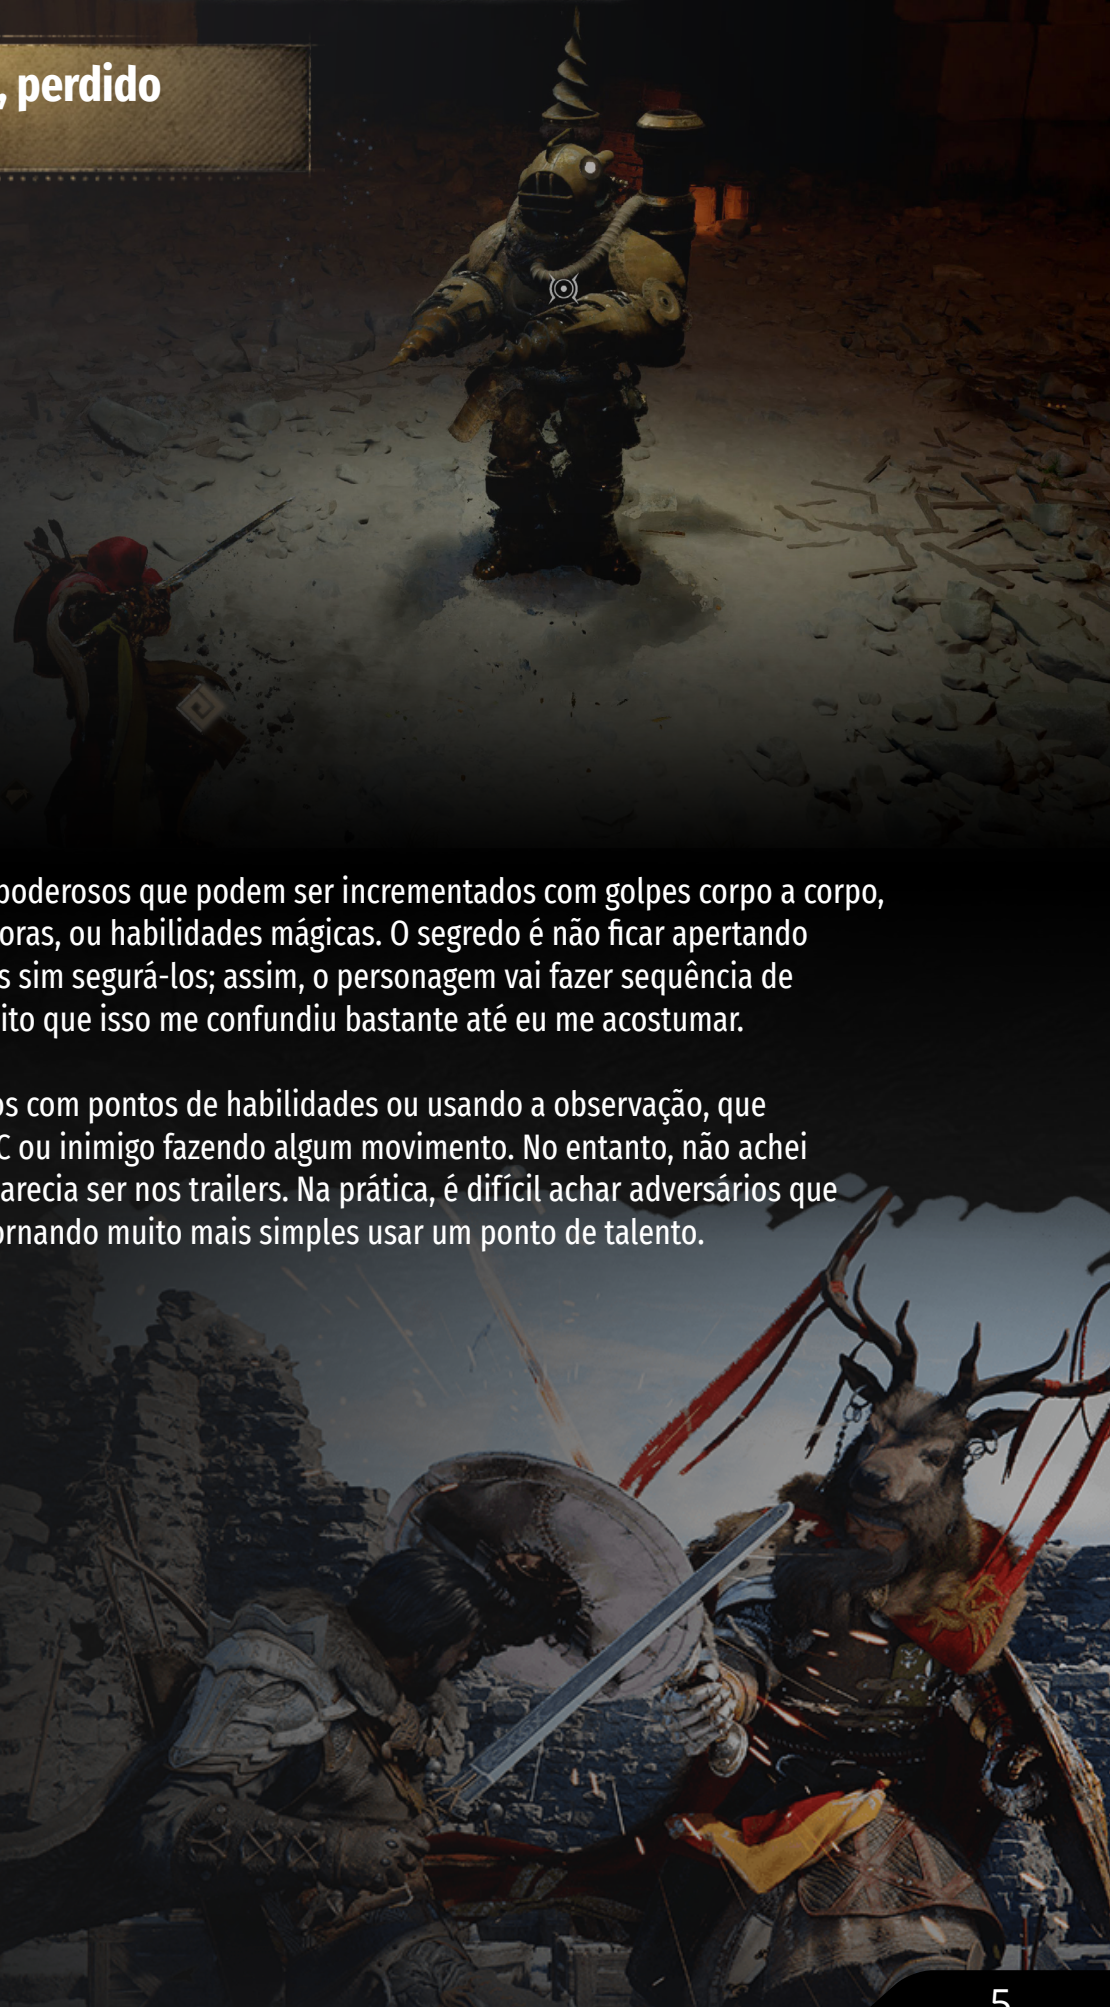 , perdido
poderosos que podem ser incrementados com golpes corpo a corpo,
oras, ou habilidades mágicas. O segredo é não ficar apertando
s sim segurá-los; assim, o personagem vai fazer sequência de
ito que isso me confundiu bastante até eu me acostumar.
os com pontos de habilidades ou usando a observação, que
C ou inimigo fazendo algum movimento. No entanto, não achei
arecia ser nos trailers. Na prática, é difícil achar adversários que
ornando muito mais simples usar um ponto de talento.
5